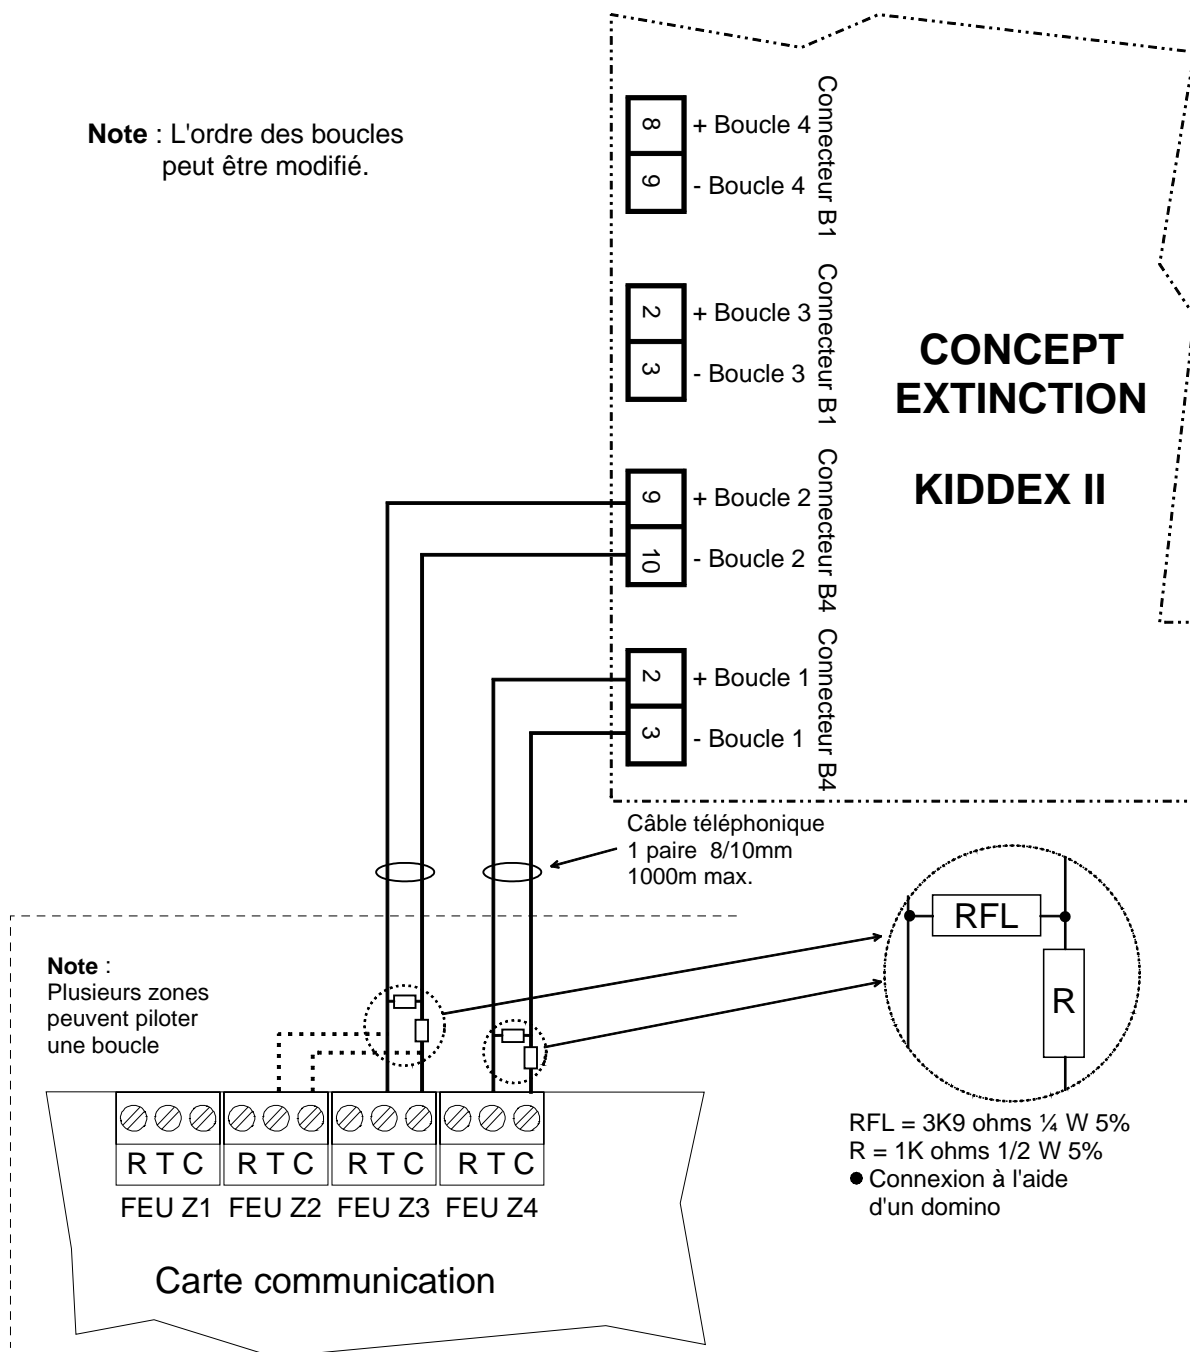 Note : L'ordre des boucles
peut être modifié.
8 + Boucle 4
9 - Boucle 4
Connecteur B1
2 + Boucle 3
3 - Boucle 3
Connecteur B1
9 + Boucle 2
10 - Boucle 2
Connecteur B4
2 + Boucle 1
3 - Boucle 1
Connecteur B4
CONCEPT
EXTINCTION
KIDDEX II
Câble téléphonique
1 paire 8/10mm
1000m max.
Note :
Plusieurs zones
peuvent piloter
une boucle
RFL
R
RFL = 3K9 ohms ¼ W 5%
R = 1K ohms 1/2 W 5%
● Connexion à l'aide
d'un domino
R T C R T C R T C R T C
FEU Z1 FEU Z2 FEU Z3 FEU Z4
Carte communication